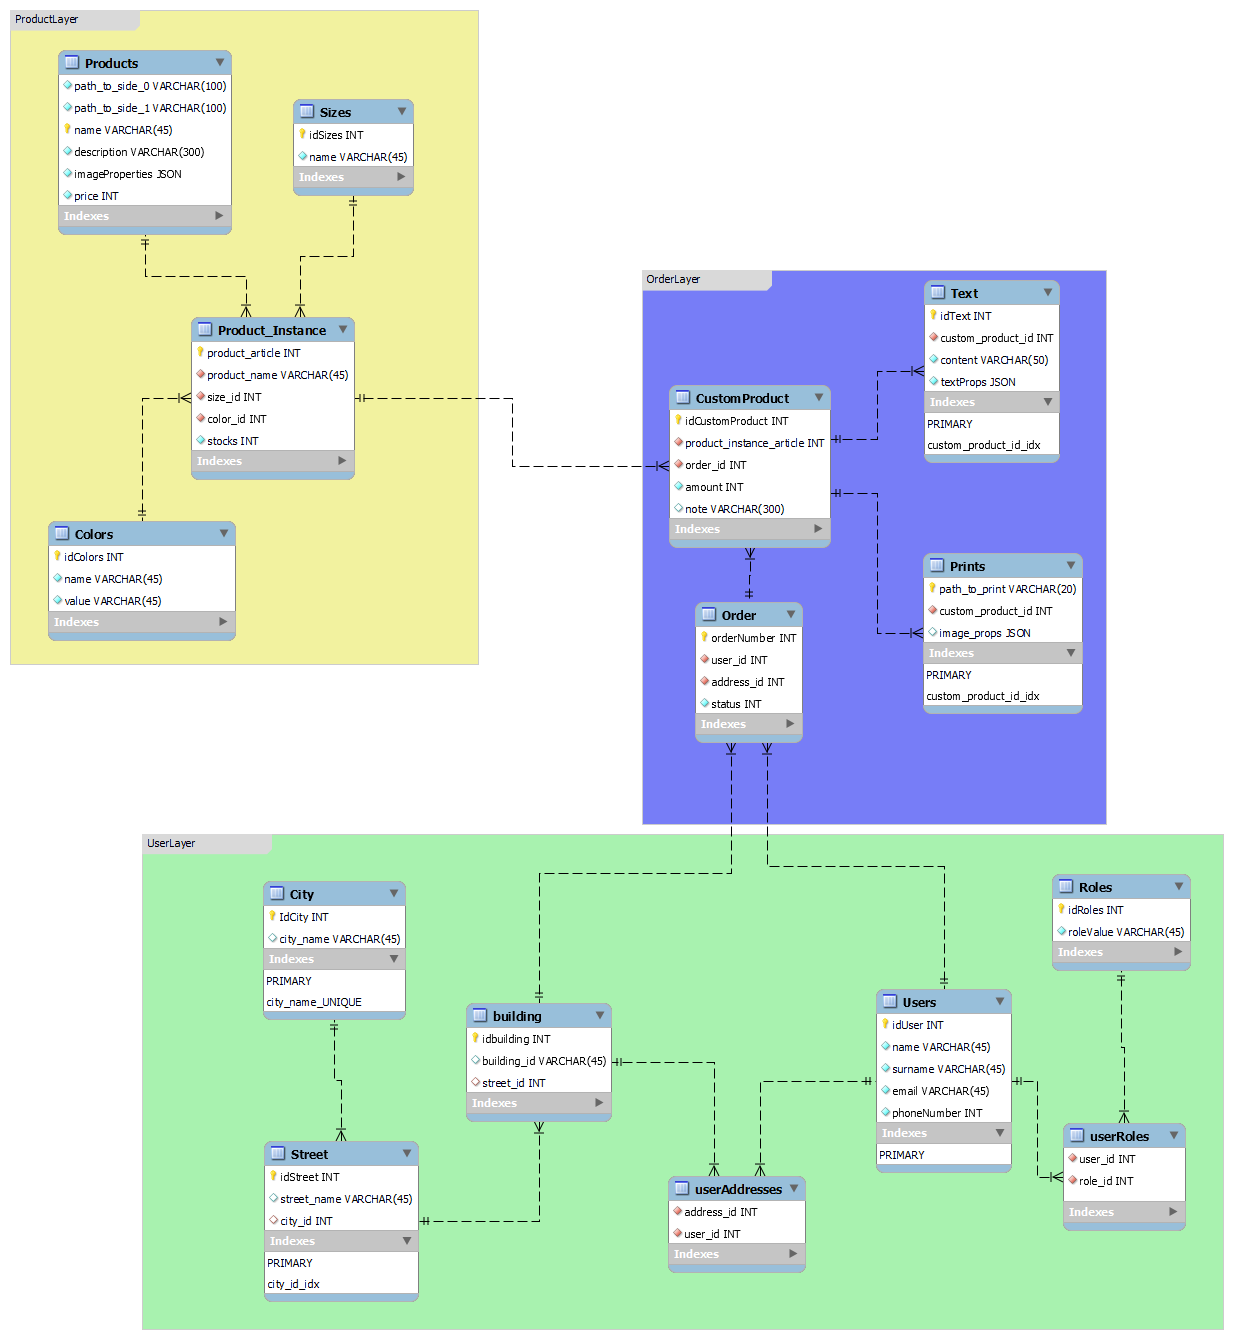 ProductLayer
Products
path_to_side_0 VARCHAR(100)
path_to_side_1 VARCHAR(100)
name VARCHAR(45)
description VARCHAR(300)
imageProperties JSON
price INT
Indexes
Sizes
idSizes INT
name VARCHAR(45)
Indexes
Product_Instance
product_article INT
product_name VARCHAR(45)
size_id INT
color_id INT
stocks INT
Indexes
Colors
idColors INT
name VARCHAR(45)
value VARCHAR(45)
Indexes
OrderLayer
Text
idText INT
custom_product_id INT
content VARCHAR(50)
textProps JSON
Indexes
PRIMARY
custom_product_id_idx
CustomProduct
idCustomProduct INT
product_instance_article INT
order_id INT
amount INT
note VARCHAR(300)
Indexes
Prints
path_to_print VARCHAR(20)
custom_product_id INT
image_props JSON
Indexes
PRIMARY
custom_product_id_idx
Order
orderNumber INT
user_id INT
address_id INT
status INT
Indexes
UserLayer
City
IdCity INT
city_name VARCHAR(45)
Indexes
PRIMARY
city_name_UNIQUE
Roles
idRoles INT
roleValue VARCHAR(45)
Indexes
building
idbuilding INT
building_id VARCHAR(45)
street_id INT
Indexes
Users
idUser INT
name VARCHAR(45)
surname VARCHAR(45)
email VARCHAR(45)
phoneNumber INT
Indexes
PRIMARY
Street
idStreet INT
street_name VARCHAR(45)
city_id INT
Indexes
PRIMARY
city_id_idx
userAddresses
address_id INT
user_id INT
Indexes
userRoles
user_id INT
role_id INT
Indexes